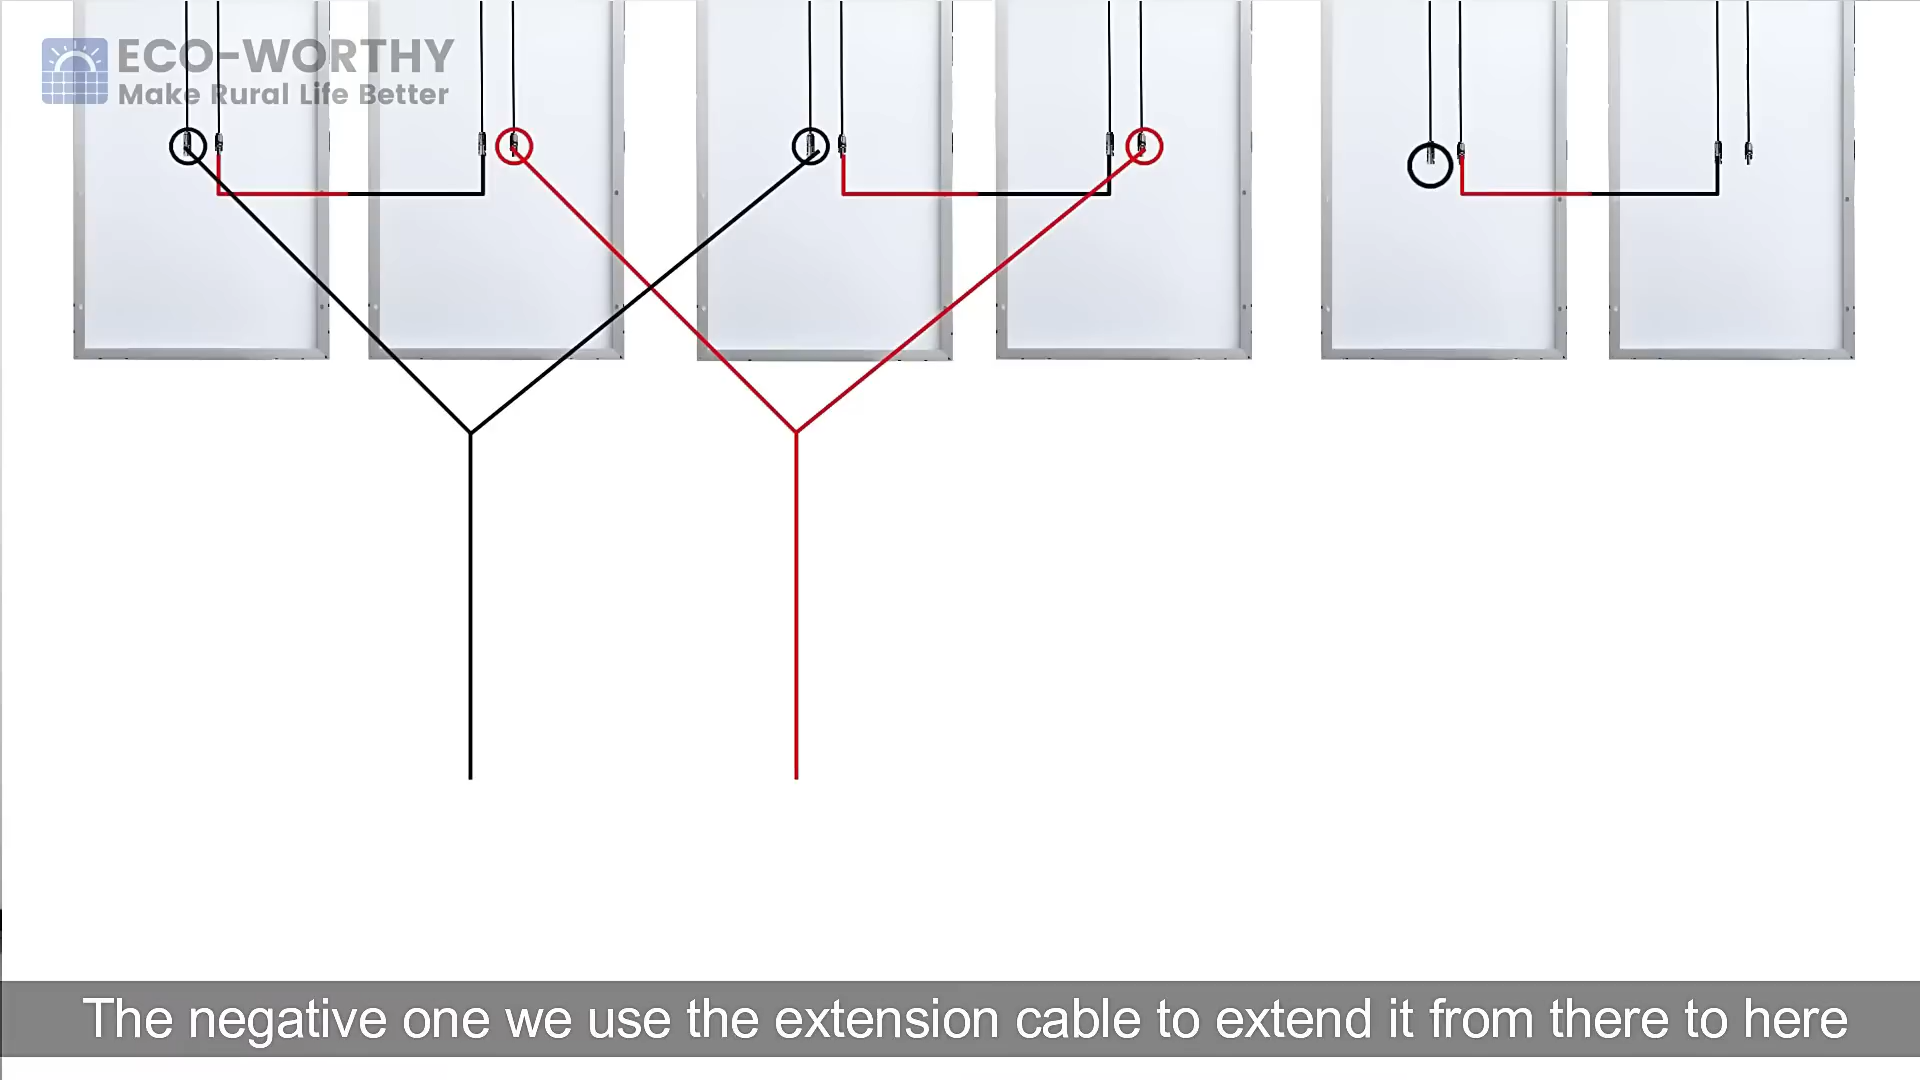 ECO-WORTHY
Make Rural Life Better
The negative one we use the extension cable to extend it from there to here